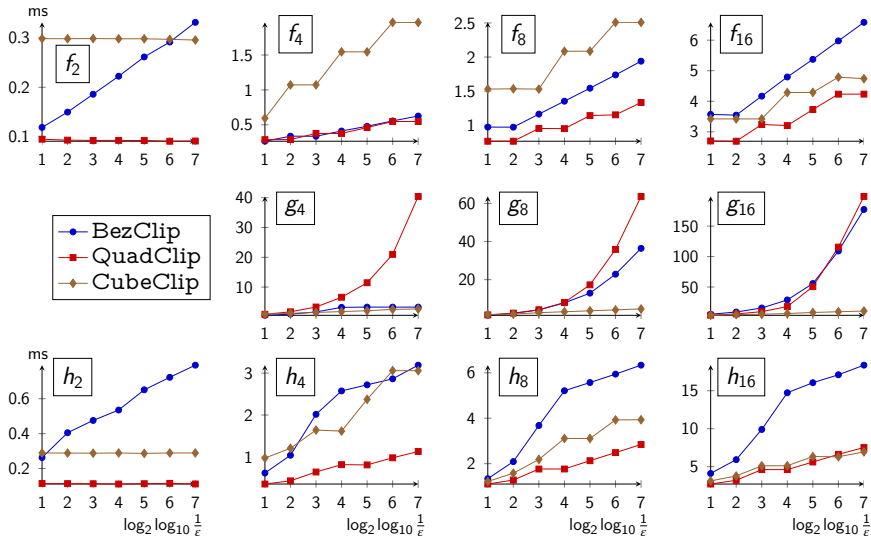 ms
f₂
f₄
f₈
f₁₆
0.3
0.2
0.1
1 2 3 4 5 6 7
1.5
1
0.5
1 2 3 4 5 6 7
2.5
2
1.5
1
1 2 3 4 5 6 7
6
5
4
3
1 2 3 4 5 6 7
BezClip
QuadClip
CubeClip
g₄
g₈
g₁₆
40
30
20
10
1 2 3 4 5 6 7
60
40
20
1 2 3 4 5 6 7
150
100
50
1 2 3 4 5 6 7
ms
h₂
h₄
h₈
h₁₆
0.6
0.4
0.2
1 2 3 4 5 6 7
log₂ log₁₀ 1/ε
3
2
1
1 2 3 4 5 6 7
log₂ log₁₀ 1/ε
6
4
2
1 2 3 4 5 6 7
log₂ log₁₀ 1/ε
15
10
5
1 2 3 4 5 6 7
log₂ log₁₀ 1/ε